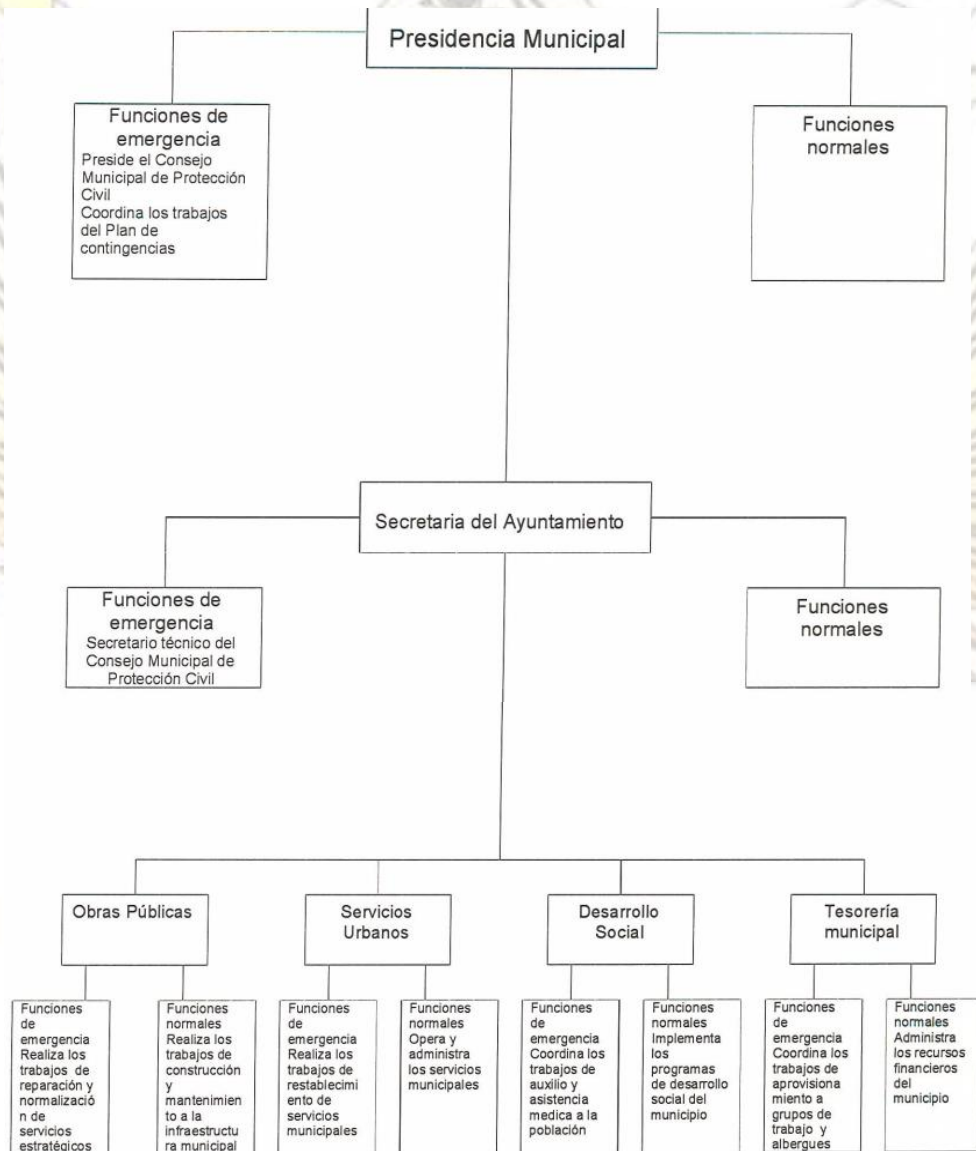 Presidencia Municipal
Funciones de
emergencia
Preside el Consejo
Municipal de Protección
Civil
Coordina los trabajos
del Plan de
contingencias
Funciones
normales
Secretaria del Ayuntamiento
Funciones de
emergencia
Secretario técnico del
Consejo Municipal de
Protección Civil
Funciones
normales
Obras Públicas
Funciones
de
emergencia
Realiza los
trabajos de
reparación y
normalizació
n de
servicios
estratégicos
Funciones
normales
Realiza los
trabajos de
construcción
y
mantenimien
to a la
infraestructu
ra municipal
Servicios
Urbanos
Funciones
de
emergencia
Realiza los
trabajos de
restablecimi
ento de
servicios
municipales
Funciones
normales
Opera y
administra
los servicios
municipales
Desarrollo
Social
Funciones
de
emergencia
Coordina los
trabajos de
auxilio y
asistencia
medica a la
población
Funciones
normales
Implementa
los
programas
de desarrollo
social del
municipio
Tesorería
municipal
Funciones
de
emergencia
Coordina los
trabajos de
aprovisiona
miento a
grupos de
trabajo y
albergues
Funciones
normales
Administra
los recursos
financieros
del
municipio